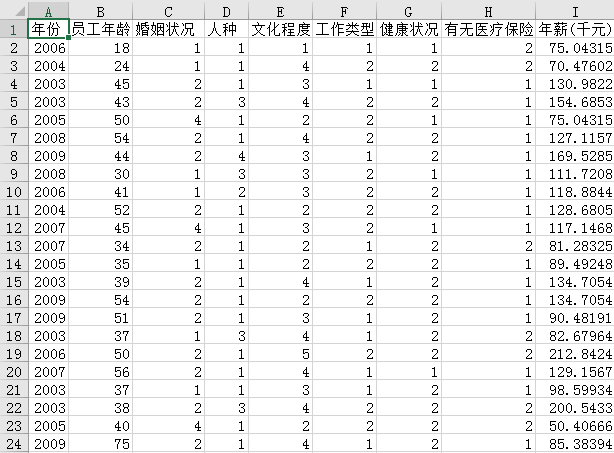 A B C D E F G H I
1 年份 员工年龄 婚姻状况 人种 文化程度 工作类型 健康状况 有无医疗保险 年薪(千元)
2 2006 18 1 1 1 1 1 2 75.04315
3 2004 24 1 1 4 2 2 2 70.47602
4 2003 45 2 1 3 1 1 1 130.9822
5 2003 43 2 3 4 2 2 1 154.6853
6 2005 50 4 1 2 2 1 1 75.04315
7 2008 54 2 1 4 2 2 1 127.1157
8 2009 44 2 4 3 1 2 1 169.5285
9 2008 30 1 3 3 2 1 1 111.7208
10 2006 41 1 2 3 2 2 1 118.8844
11 2004 52 2 1 2 2 2 1 128.6805
12 2007 45 4 1 3 2 1 1 117.1468
13 2007 34 2 1 2 1 2 2 81.28325
14 2005 35 1 1 2 2 2 1 89.49248
15 2003 39 2 1 4 1 2 1 134.7054
16 2009 54 2 1 2 2 2 1 134.7054
17 2009 51 2 1 3 1 2 1 90.48191
18 2003 37 1 3 4 1 2 2 82.67964
19 2006 50 2 1 5 2 2 2 212.8424
20 2007 56 2 1 4 1 1 1 129.1567
21 2003 37 1 1 3 1 2 1 98.59934
22 2003 38 2 3 4 2 2 2 200.5433
23 2005 40 4 1 2 2 2 1 50.40666
24 2009 75 2 1 4 1 2 1 85.38394